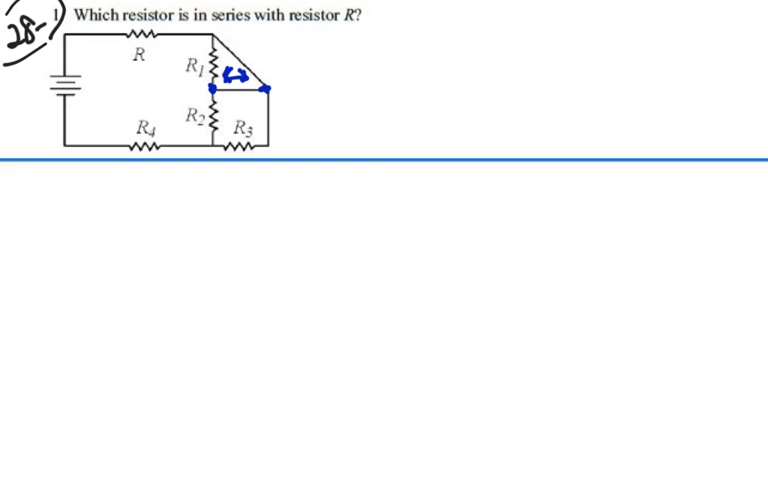 28-
1) Which resistor is in series with resistor R?
R
R1
R2
R4
R3